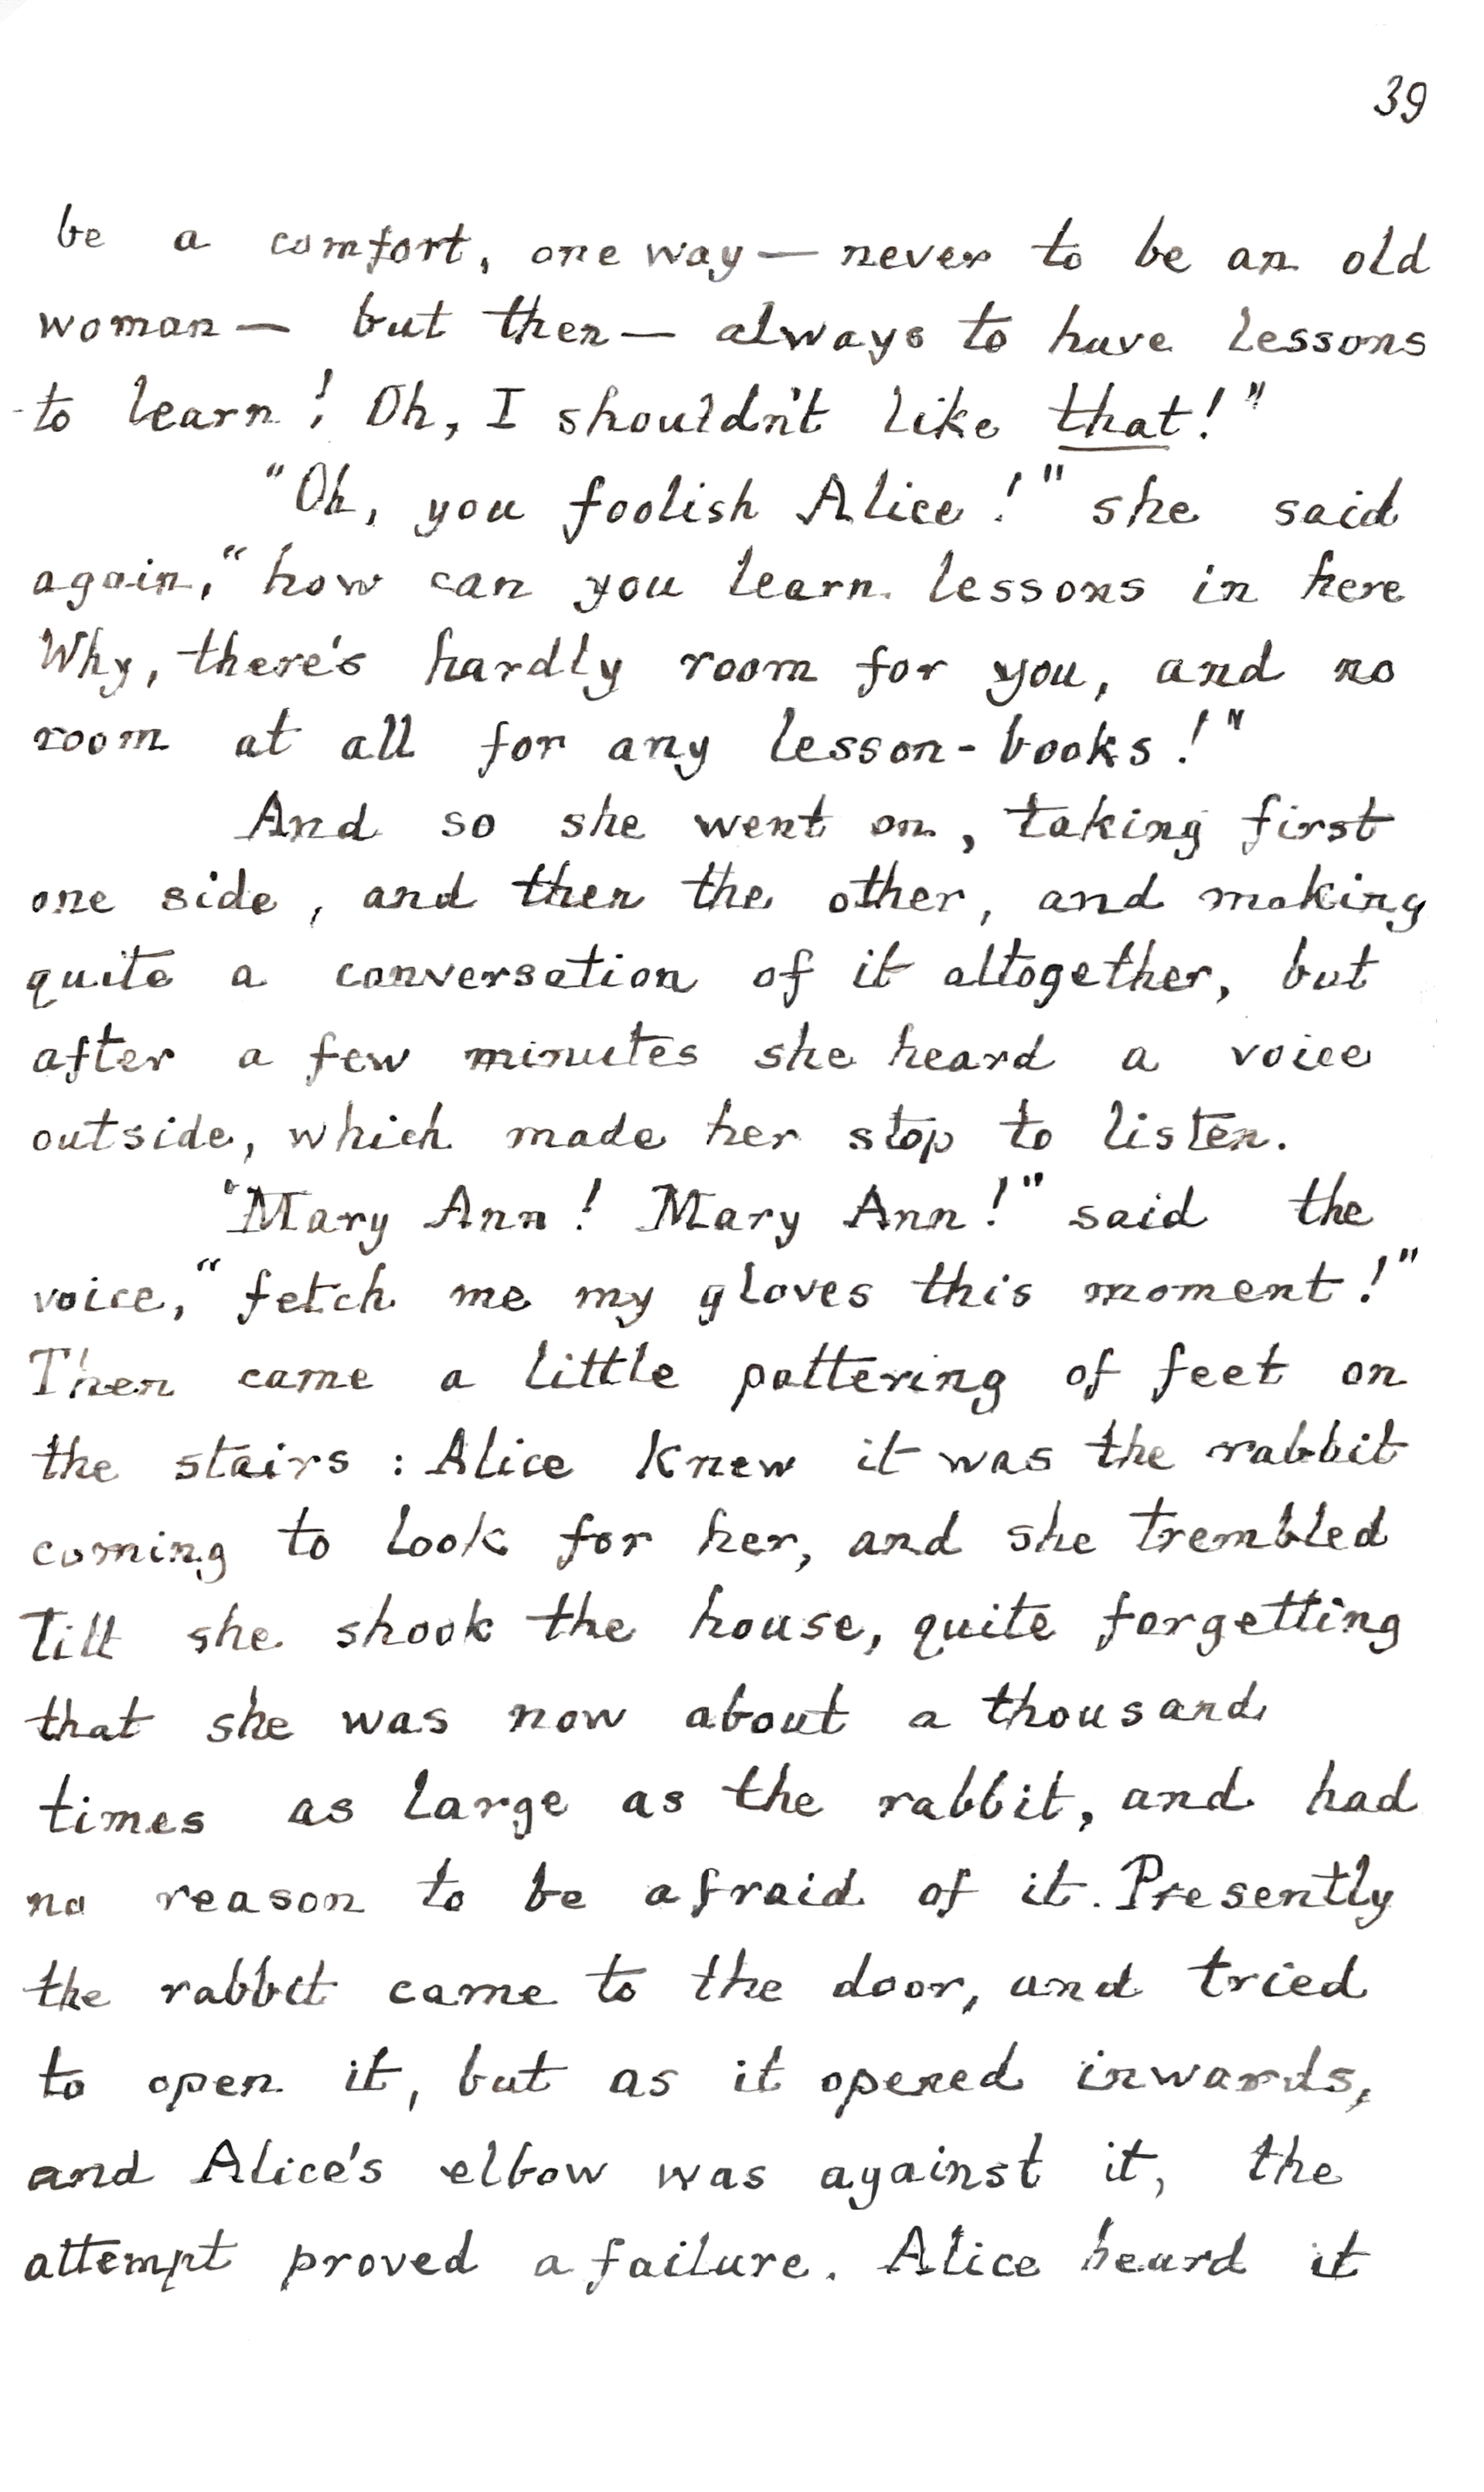 39
be a comfort, one way — never to be an old
woman — but then — always to have lessons
to learn! Oh, I shouldn't like that!"
"Oh, you foolish Alice!" she said
again, "how can you learn lessons in here
Why, there's hardly room for you, and no
room at all for any lesson-books!"
And so she went on, taking first
one side, and then the other, and making
quite a conversation of it altogether, but
after a few minutes she heard a voice
outside, which made her stop to listen.
"Mary Ann! Mary Ann!" said the
voice, "fetch me my gloves this moment!"
Then came a little pattering of feet on
the stairs: Alice knew it was the rabbit
coming to look for her, and she trembled
till she shook the house, quite forgetting
that she was now about a thousand
times as large as the rabbit, and had
no reason to be afraid of it. Presently
the rabbit came to the door, and tried
to open it, but as it opened inwards,
and Alice's elbow was against it, the
attempt proved a failure. Alice heard it